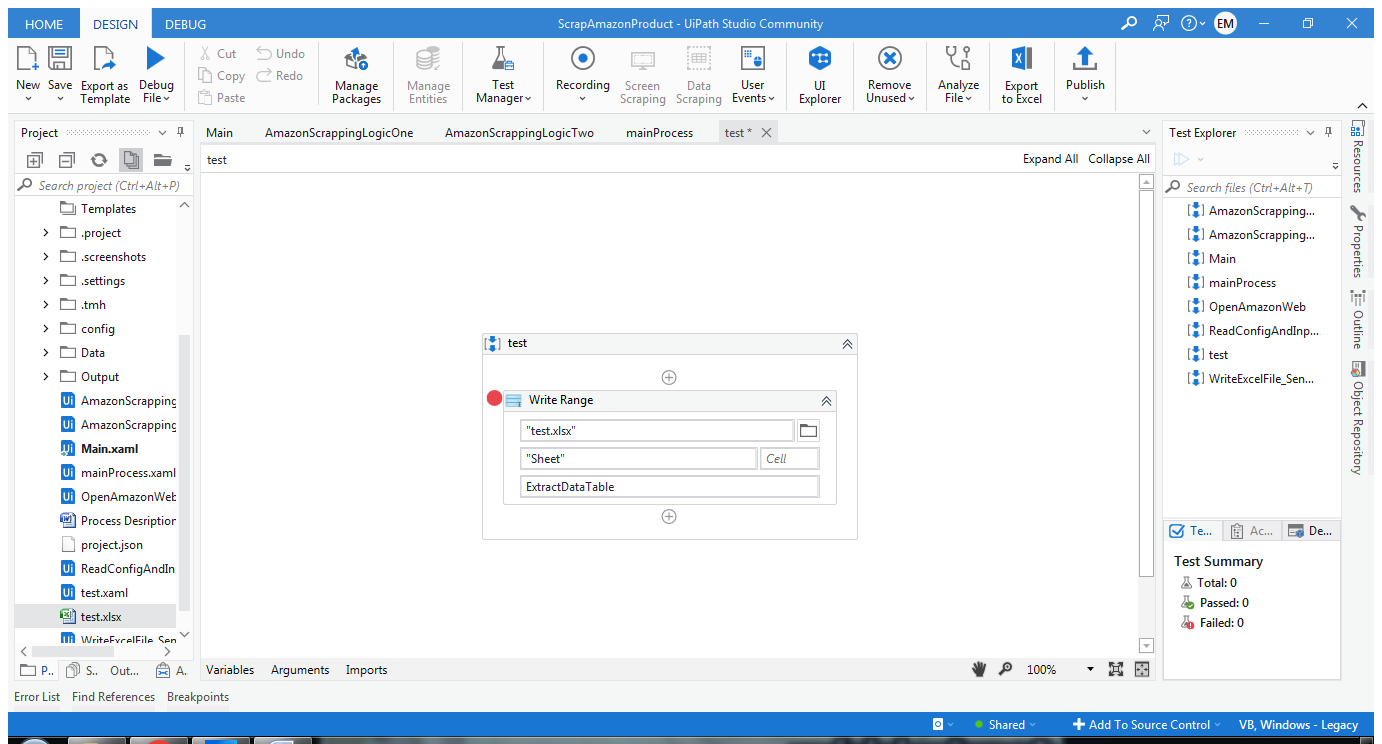 HOME DESIGN DEBUG ScrapAmazonProduct - UiPath Studio Community EM
New Save Export as Template Debug File Cut Copy Paste Undo Redo Manage Packages Manage Entities Test Manager Recording Screen Scraping Data Scraping User Events UI Explorer Remove Unused Analyze File Export to Excel Publish
Project
Search project (Ctrl+Alt+P)
Templates
.project
.screenshots
.settings
.tmh
config
Data
Output
AmazonScrapping
AmazonScrapping
Main.xaml
mainProcess.xaml
OpenAmazonWeb
Process Desription
project.json
ReadConfigAndIn
test.xaml
test.xlsx
WriteExcelFile_Sen
P.. S.. Out... A.
Main AmazonScrappingLogicOne AmazonScrappingLogicTwo mainProcess test *
test Expand All Collapse All
test
Write Range
"test.xlsx"
"Sheet" Cell
ExtractDataTable
Variables Arguments Imports 100%
Test Explorer
Search files (Ctrl+Alt+T)
AmazonScrapping...
AmazonScrapping...
Main
mainProcess
OpenAmazonWeb
ReadConfigAndInp...
test
WriteExcelFile_Sen...
Te... Ac... De...
Test Summary
Total: 0
Passed: 0
Failed: 0
Resources
Properties
Outline
Object Repository
Error List Find References Breakpoints
Shared Add To Source Control VB, Windows - Legacy